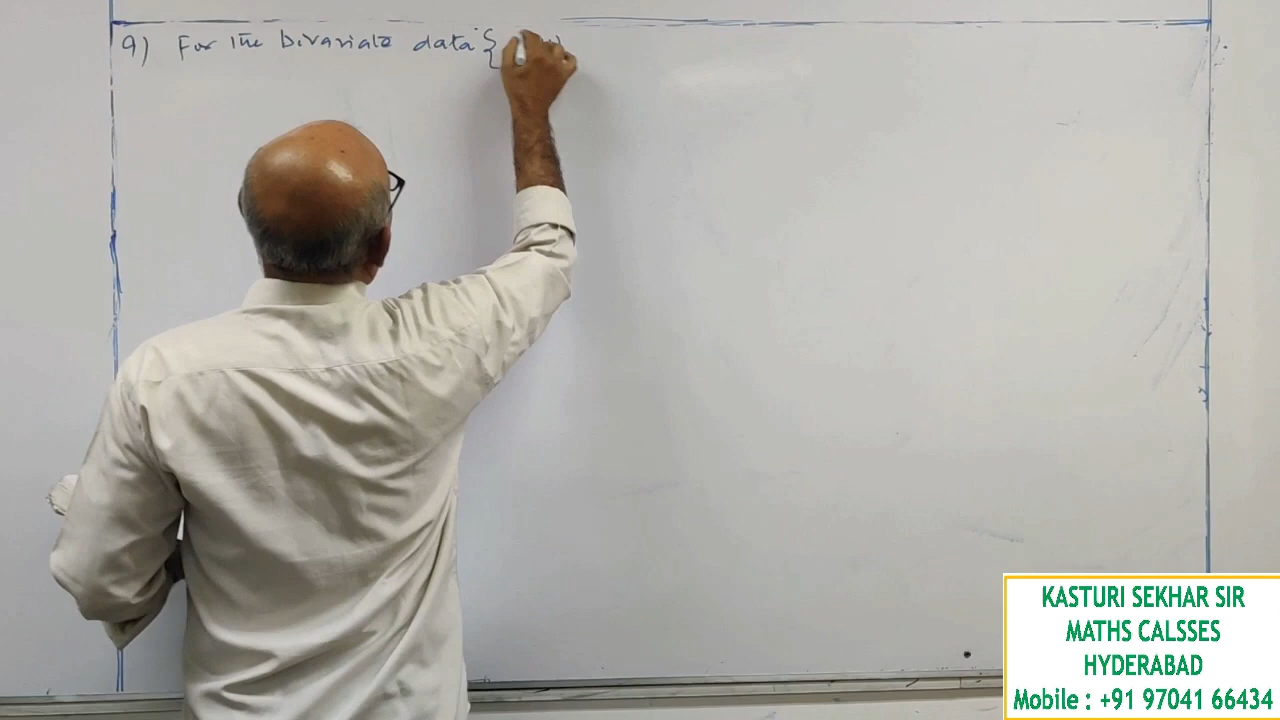 9) For the bivariate data {
KASTURI SEKHAR SIR
MATHS CALSSES
HYDERABAD
Mobile : +91 97041 66434